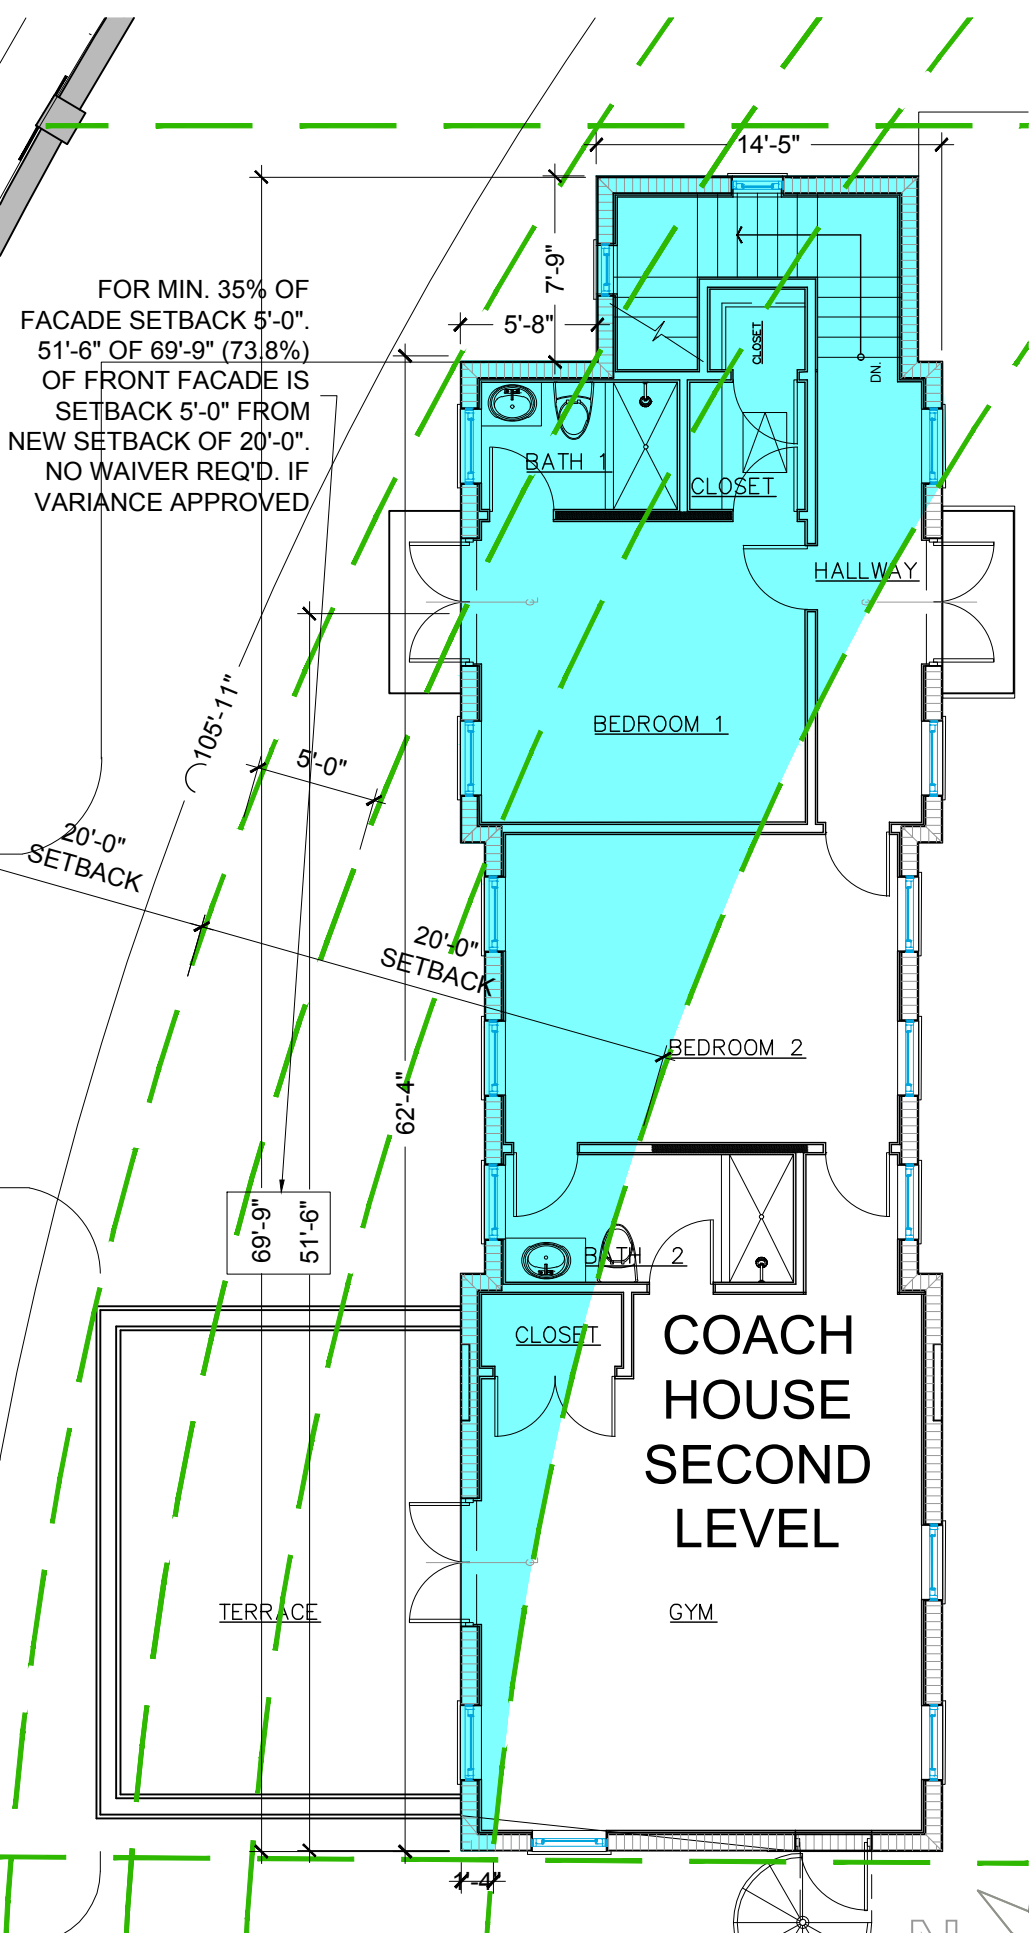 14'-5"
7'-9"
5'-8"
FOR MIN. 35% OF
FACADE SETBACK 5'-0".
51'-6" OF 69'-9" (73.8%)
OF FRONT FACADE IS
SETBACK 5'-0" FROM
NEW SETBACK OF 20'-0".
NO WAIVER REQ'D. IF
VARIANCE APPROVED
CLOSET
DN.
BATH 1
CLOSET
HALLWAY
BEDROOM 1
105'-11"
5'-0"
20'-0"
SETBACK
20'-0"
SETBACK
BEDROOM 2
62'-4"
69'-9"
51'-6"
BATH 2
CLOSET
COACH
HOUSE
SECOND
LEVEL
TERRACE
GYM
1'-4"
N